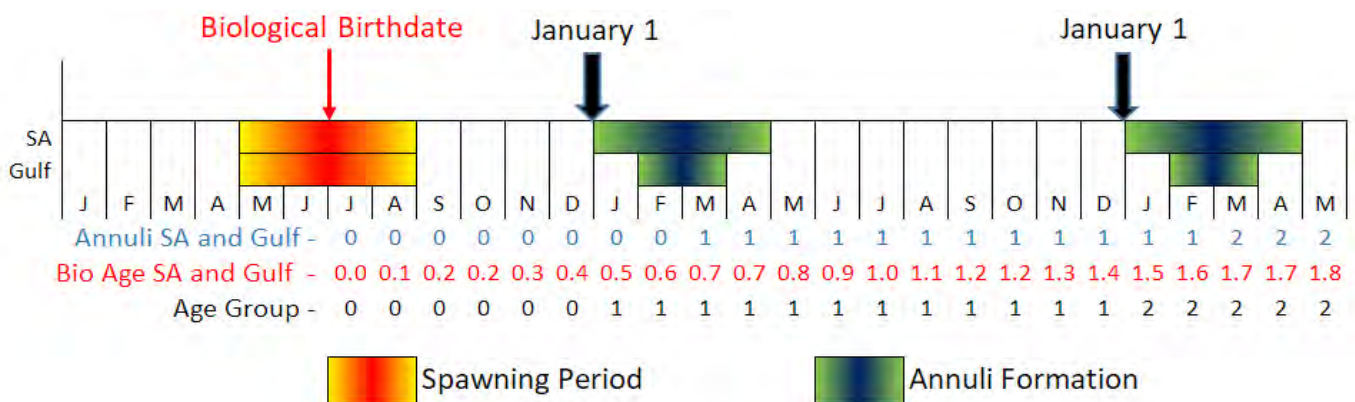 Biological Birthdate
January 1
January 1
SA
Gulf
J F M A M J J A S O N D J F M A M J J A S O N D J F M A M
Annuli SA and Gulf - 0 0 0 0 0 0 0 0 1 1 1 1 1 1 1 1 1 1 1 1 2 2 2
Bio Age SA and Gulf - 0.0 0.1 0.2 0.2 0.3 0.4 0.5 0.6 0.7 0.7 0.8 0.9 1.0 1.1 1.2 1.2 1.3 1.4 1.5 1.6 1.7 1.7 1.8
Age Group - 0 0 0 0 0 0 1 1 1 1 1 1 1 1 1 1 1 1 2 2 2 2 2
Spawning Period
Annuli Formation